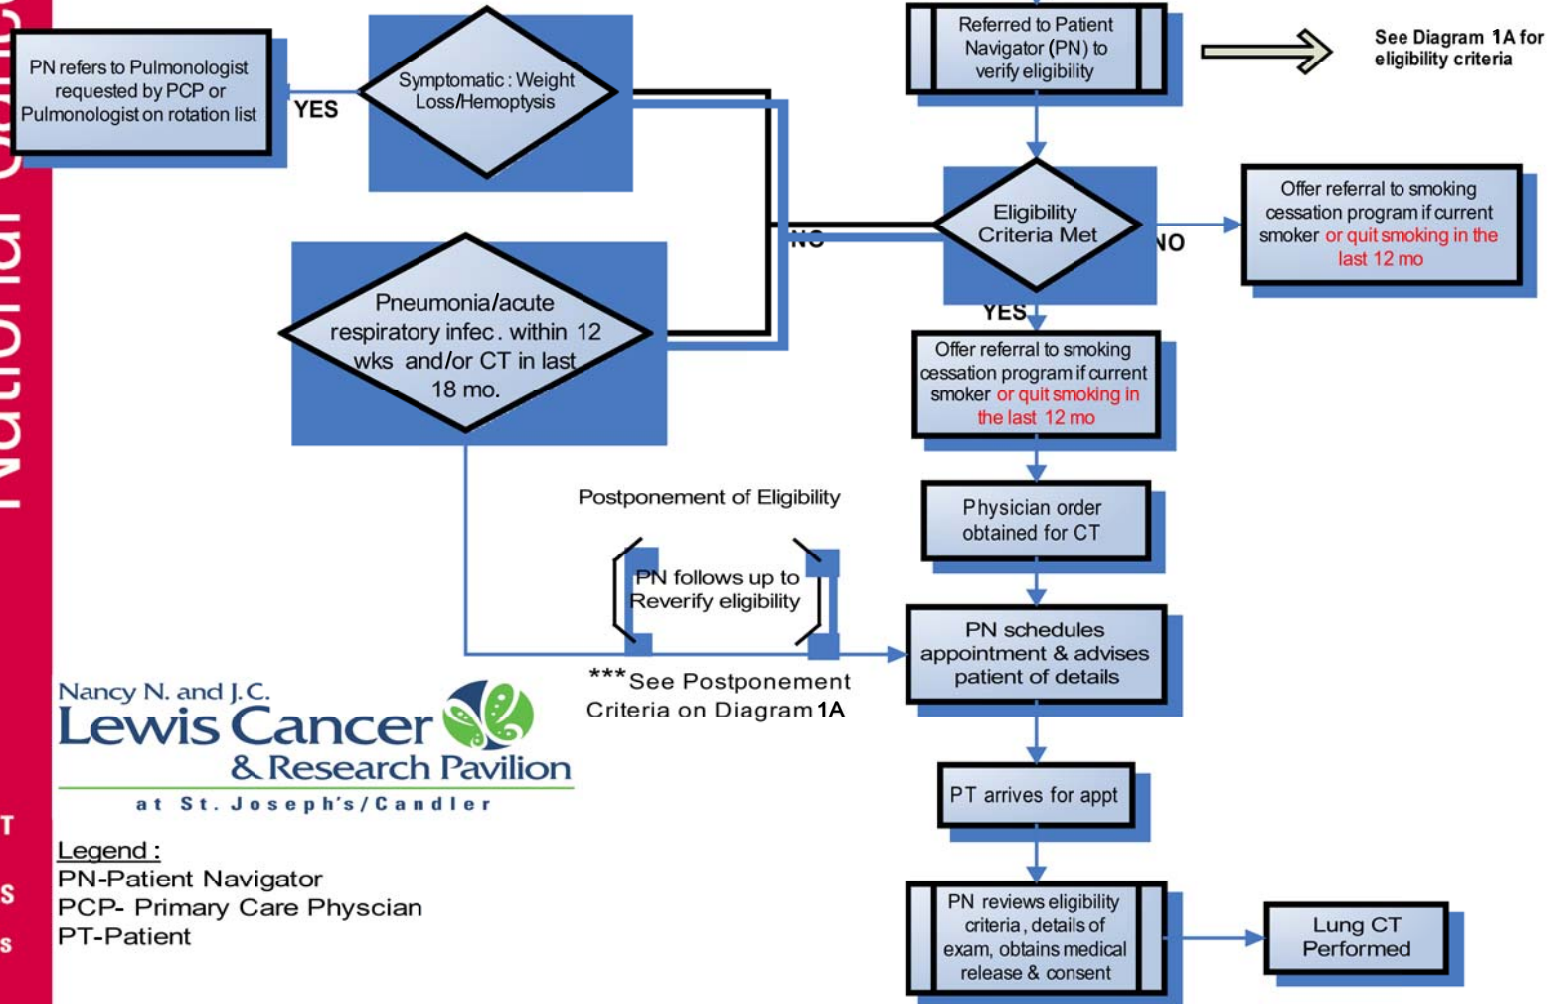 National Cance
T
S
s
PN refers to Pulmonologist
requested by PCP or
Pulmonologist on rotation list
YES
Symptomatic : Weight
Loss/Hemoptysis
Referred to Patient
Navigator (PN) to
verify eligibility
See Diagram 1A for
eligibility criteria
Eligibility
Criteria Met
NO
NO
Offer referral to smoking
cessation program if current
smoker or quit smoking in the
last 12 mo
Pneumonia/acute
respiratory infec. within 12
wks and/or CT in last
18 mo.
YES
Offer referral to smoking
cessation program if current
smoker or quit smoking in
the last 12 mo
Physician order
obtained for CT
Postponement of Eligibility
PN follows up to
Reverify eligibility
***See Postponement
Criteria on Diagram 1A
PN schedules
appointment & advises
patient of details
PT arrives for appt
PN reviews eligibility
criteria, details of
exam, obtains medical
release & consent
Lung CT
Performed
Nancy N. and J.C.
Lewis Cancer
& Research Pavilion
at St. Joseph's/Candler
Legend :
PN-Patient Navigator
PCP- Primary Care Physcian
PT-Patient